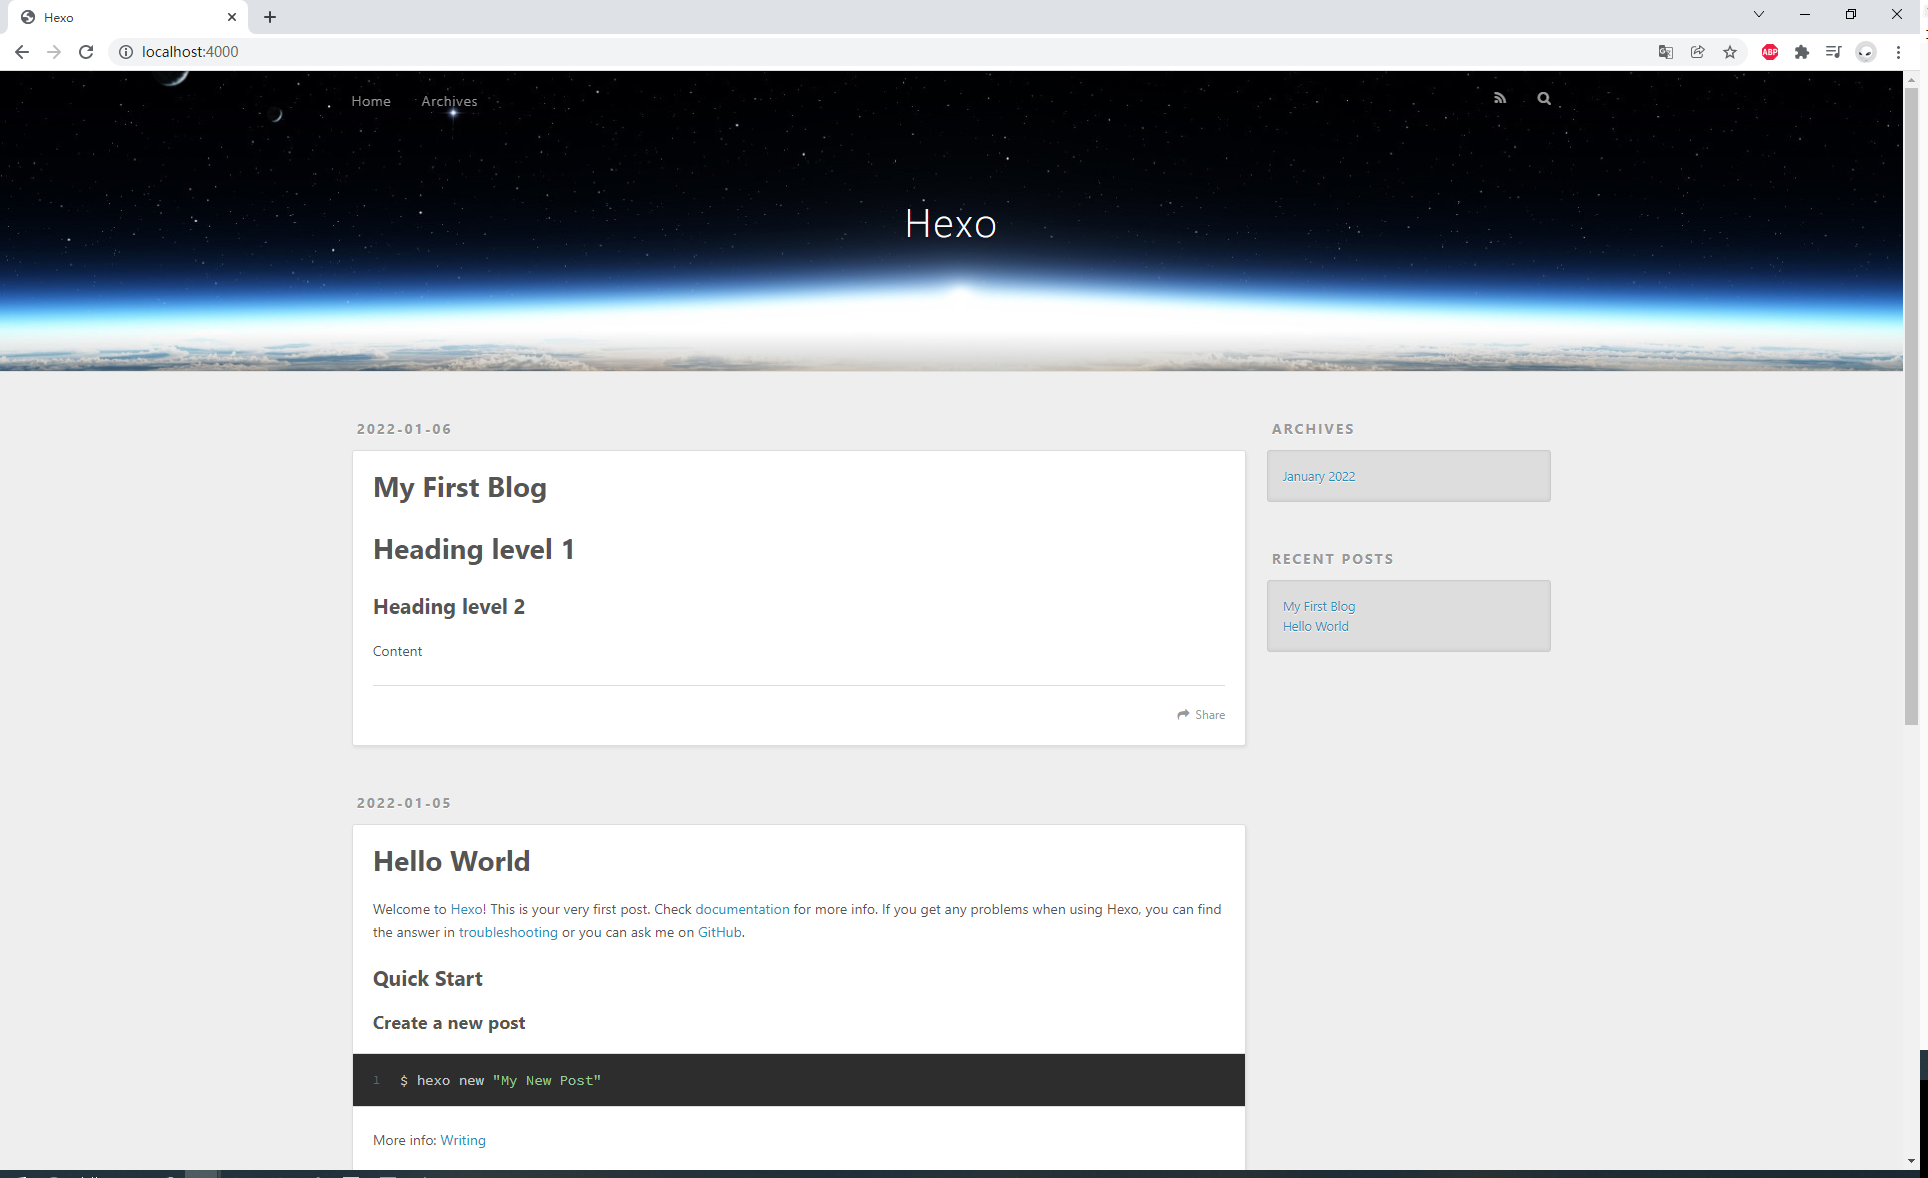 Hexo
localhost:4000
ABP
Home Archives
Hexo
2022-01-06
My First Blog
Heading level 1
Heading level 2
Content
Share
2022-01-05
Hello World
Welcome to Hexo! This is your very first post. Check documentation for more info. If you get any problems when using Hexo, you can find
the answer in troubleshooting or you can ask me on GitHub.
Quick Start
Create a new post
1 $ hexo new "My New Post"
More info: Writing
ARCHIVES
January 2022
RECENT POSTS
My First Blog
Hello World